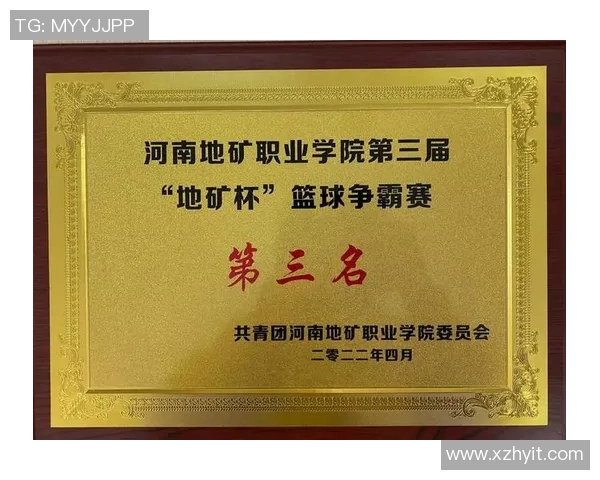 TG: MYYJJPP
河南地矿职业学院第三届
“地矿杯”篮球争霸赛
第三名
共青团河南地矿职业学院委员会
二零二二年四月
www.xzhyit.com